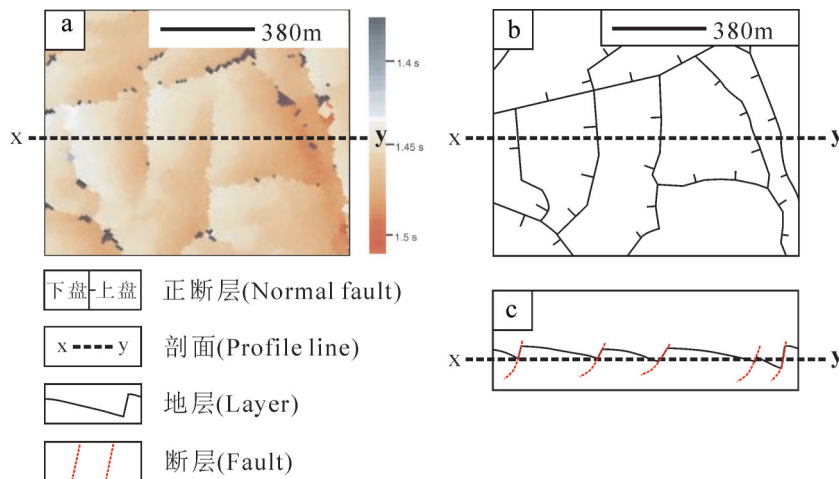 a
380m
1.4 s
1.45 s
1.5 s
x
y
b
380m
x
y
下盘 上盘
正断层(Normal fault)
x y
剖面(Profile line)
地层(Layer)
断层(Fault)
c
x
y